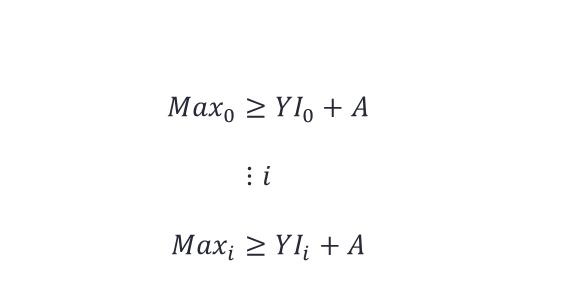 Max₀ ≥ YI₀ + A
⋮ i
Maxᵢ ≥ YIᵢ + A